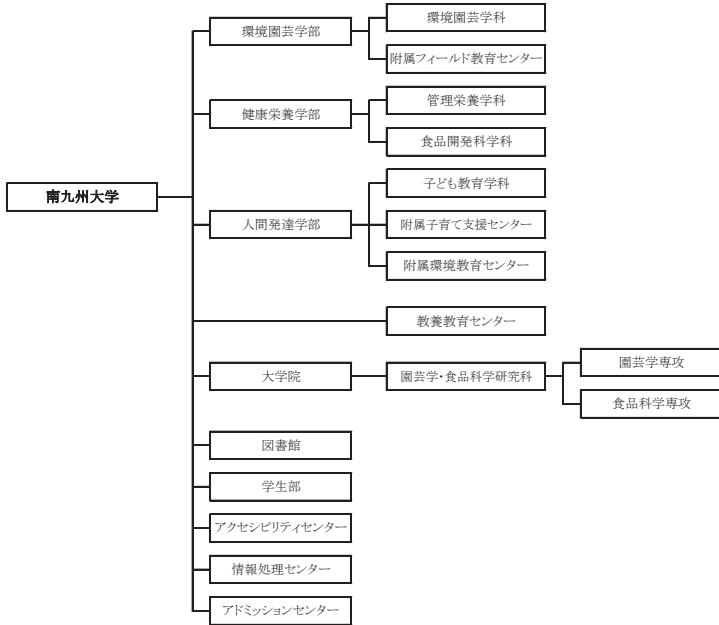 環境園芸学部
環境園芸学科
附属フィールド教育センター
健康栄養学部
管理栄養学科
食品開発科学科
南九州大学
人間発達学部
子ども教育学科
附属子育て支援センター
附属環境教育センター
教養教育センター
大学院
園芸学・食品科学研究科
園芸学専攻
食品科学専攻
図書館
学生部
アクセシビリティセンター
情報処理センター
アドミッションセンター